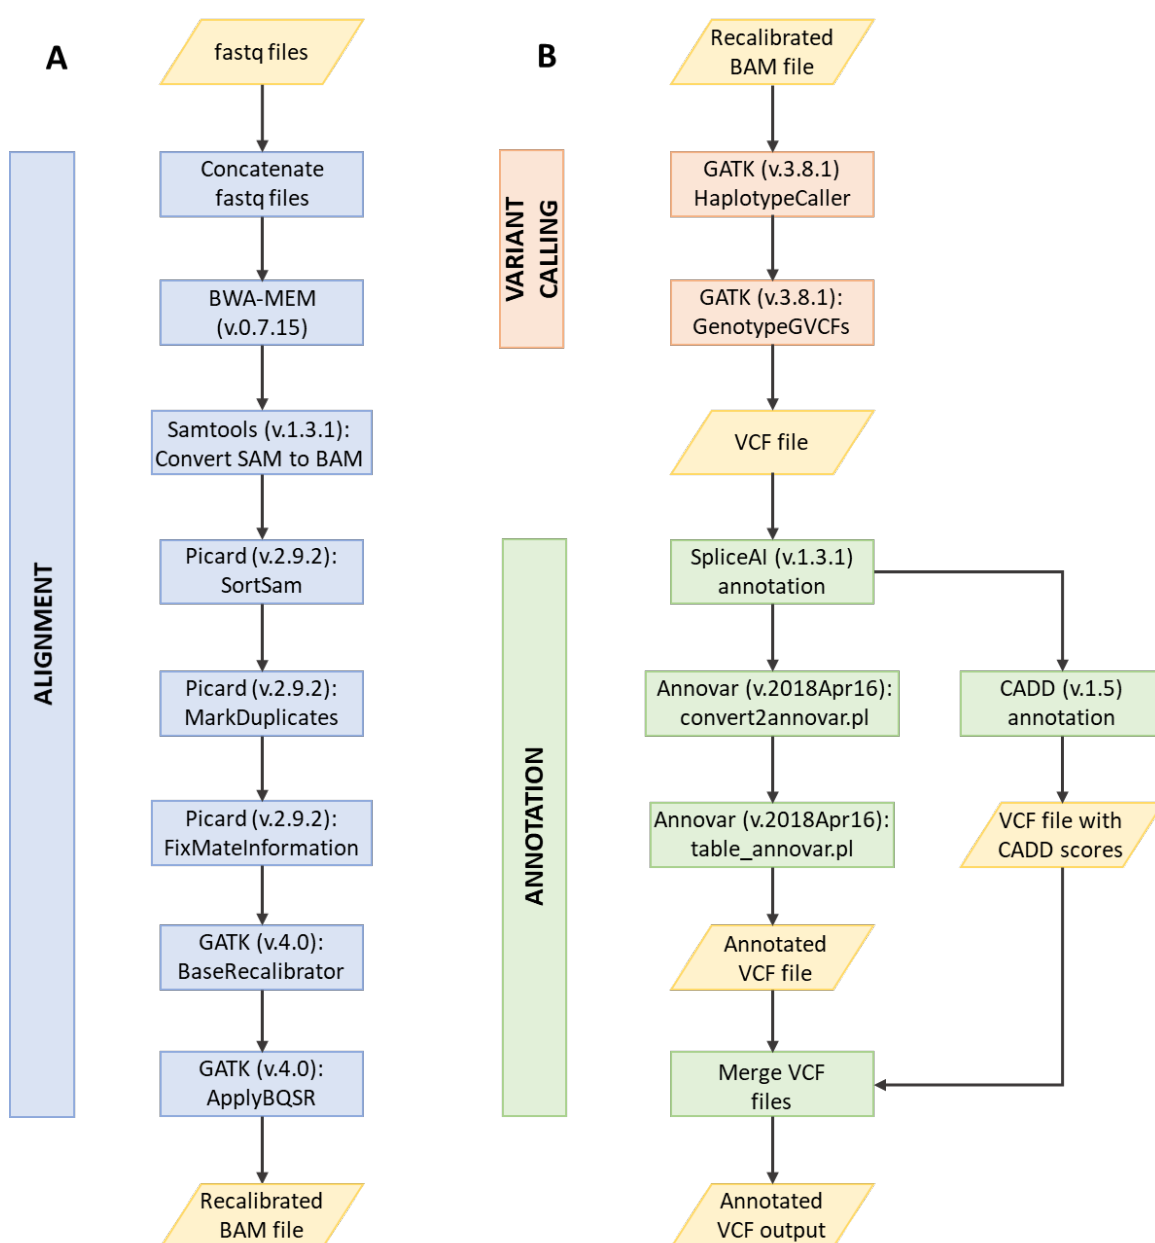 A
fastq files
ALIGNMENT
Concatenate
fastq files
BWA-MEM
(v.0.7.15)
Samtools (v.1.3.1):
Convert SAM to BAM
Picard (v.2.9.2):
SortSam
Picard (v.2.9.2):
MarkDuplicates
Picard (v.2.9.2):
FixMateInformation
GATK (v.4.0):
BaseRecalibrator
GATK (v.4.0):
ApplyBQSR
Recalibrated
BAM file
B
Recalibrated
BAM file
VARIANT
CALLING
GATK (v.3.8.1)
HaplotypeCaller
GATK (v.3.8.1):
GenotypeGVCFs
VCF file
ANNOTATION
SpliceAI (v.1.3.1)
annotation
Annovar (v.2018Apr16):
convert2annovar.pl
CADD (v.1.5)
annotation
Annovar (v.2018Apr16):
table_annovar.pl
VCF file with
CADD scores
Annotated
VCF file
Merge VCF
files
Annotated
VCF output